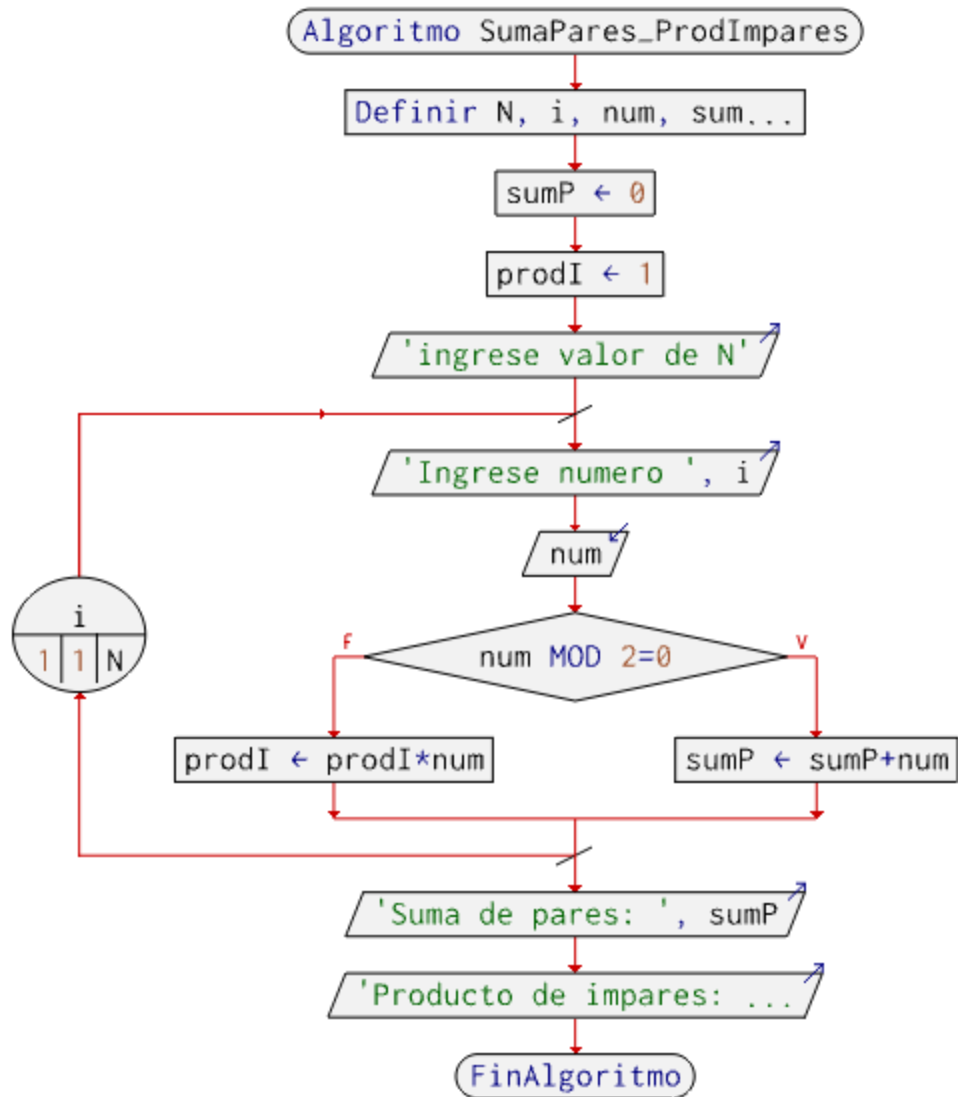 Algoritmo SumaPares_ProdImpares
Definir N, i, num, sum...
sumP ← 0
prodI ← 1
'ingrese valor de N'
'Ingrese numero ', i
num
i
1 1 N
F
num MOD 2=0
V
prodI ← prodI*num
sumP ← sumP+num
'Suma de pares: ', sumP
'Producto de impares: ...
FinAlgoritmo